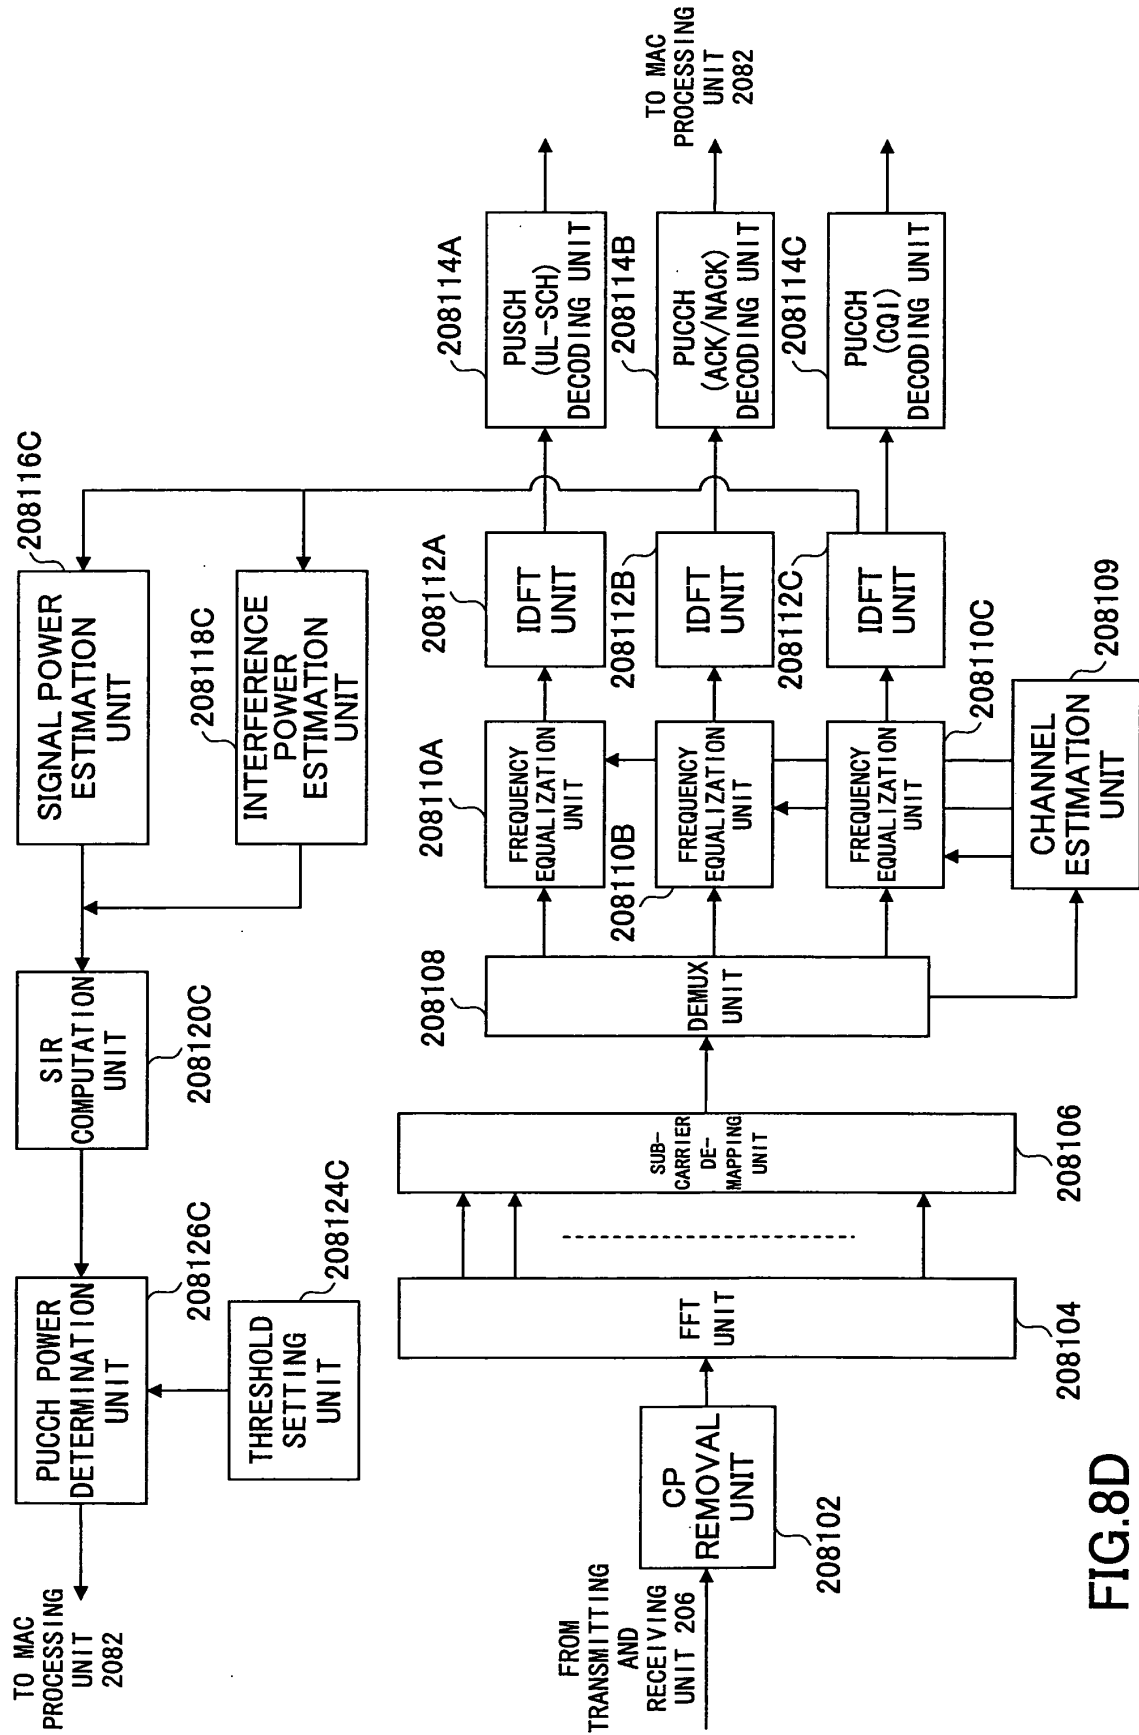 TO MAC
PROCESSING
UNIT
2082
PUCCH POWER
DETERMINATION
UNIT
208126C
THRESHOLD
SETTING
UNIT
208124C
SIR
COMPUTATION
UNIT
208120C
SIGNAL POWER
ESTIMATION
UNIT
208116C
INTERFERENCE
POWER
ESTIMATION
UNIT
208118C
FROM
TRANSMITTING
AND
RECEIVING
UNIT 206
CP
REMOVAL
UNIT
208102
FFT
UNIT
208104
SUB-
CARRIER
DE-
MAPPING
UNIT
208106
DEMUX
UNIT
208108
FREQUENCY
EQUALIZATION
UNIT
208110A
FREQUENCY
EQUALIZATION
UNIT
208110B
FREQUENCY
EQUALIZATION
UNIT
208110C
CHANNEL
ESTIMATION
UNIT
208109
IDFT
UNIT
208112A
IDFT
UNIT
208112B
IDFT
UNIT
208112C
PUSCH
(UL-SCH)
DECODING UNIT
208114A
PUCCH
(ACK/NACK)
DECODING UNIT
208114B
PUCCH
(CQI)
DECODING UNIT
208114C
TO MAC
PROCESSING
UNIT
2082
FIG.8D